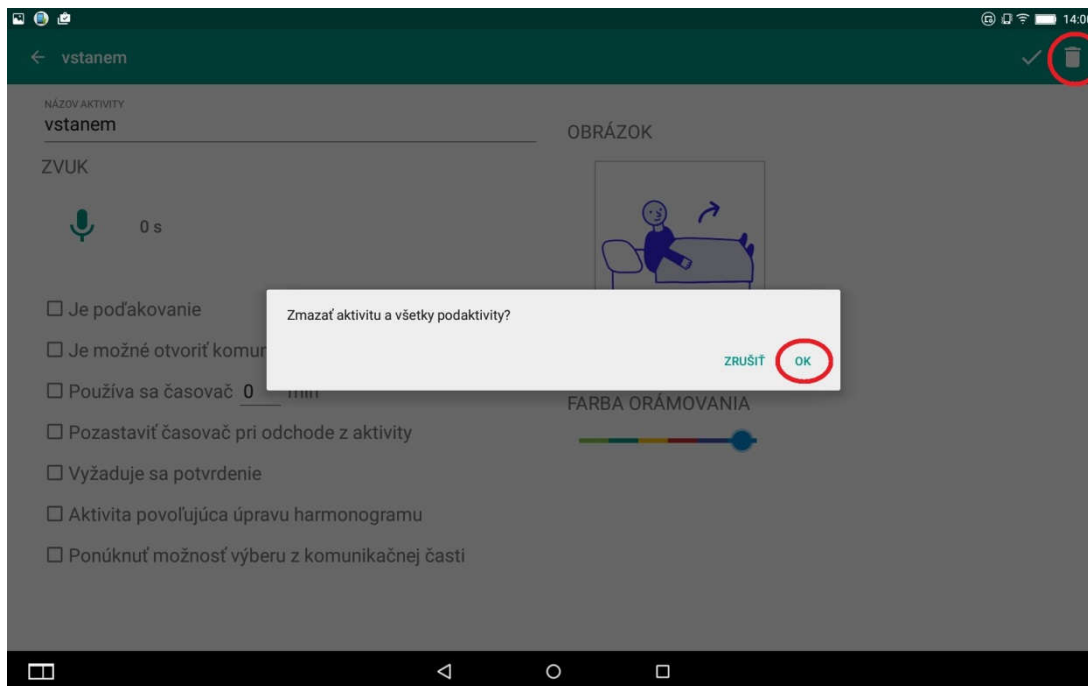 14:00
vstanem
NÁZOV AKTIVITY
vstanem
ZVUK
0 s
Je poďakovanie
Je možné otvoriť komun
Používa sa časovač 0 min
Pozastaviť časovač pri odchode z aktivity
Vyžaduje sa potvrdenie
Aktivita povoľujúca úpravu harmonogramu
Ponúknuť možnosť výberu z komunikačnej časti
OBRÁZOK
Zmazať aktivitu a všetky podaktivity?
ZRUŠIŤ OK
FARBA ORÁMOVANIA